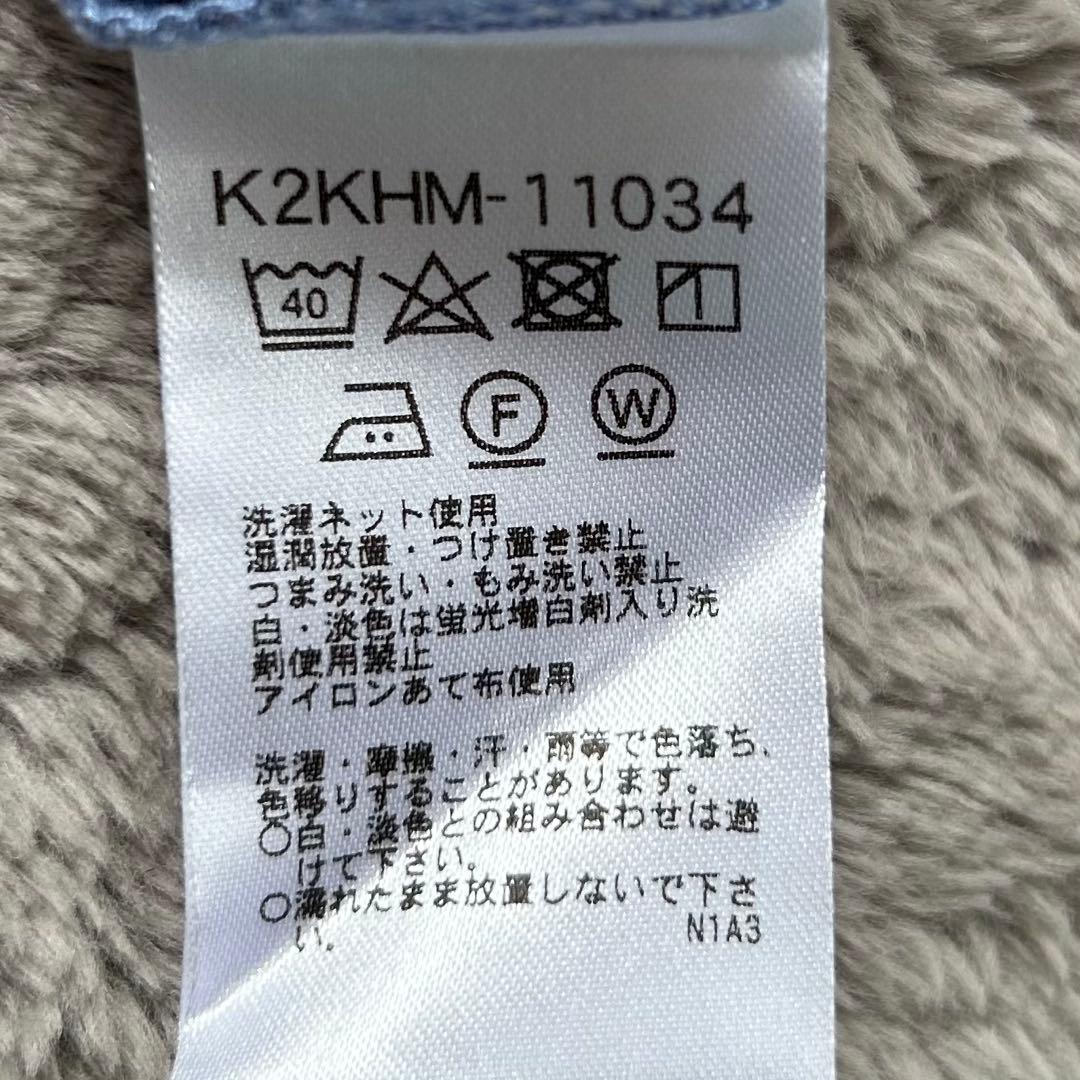 K2KHM-11034
40
F
W
洗濯ネット使用
湿潤放置・つけ置き禁止
つまみ洗い・もみ洗い禁止
白・淡色は蛍光増白剤入り洗
剤使用禁止
アイロンあて布使用
洗濯・摩擦・汗・雨等で色落ち、
色移りすることがあります。
○白・淡色との組み合わせは避
けて下さい。
○濡れたまま放置しないで下さ
い。
N1A3